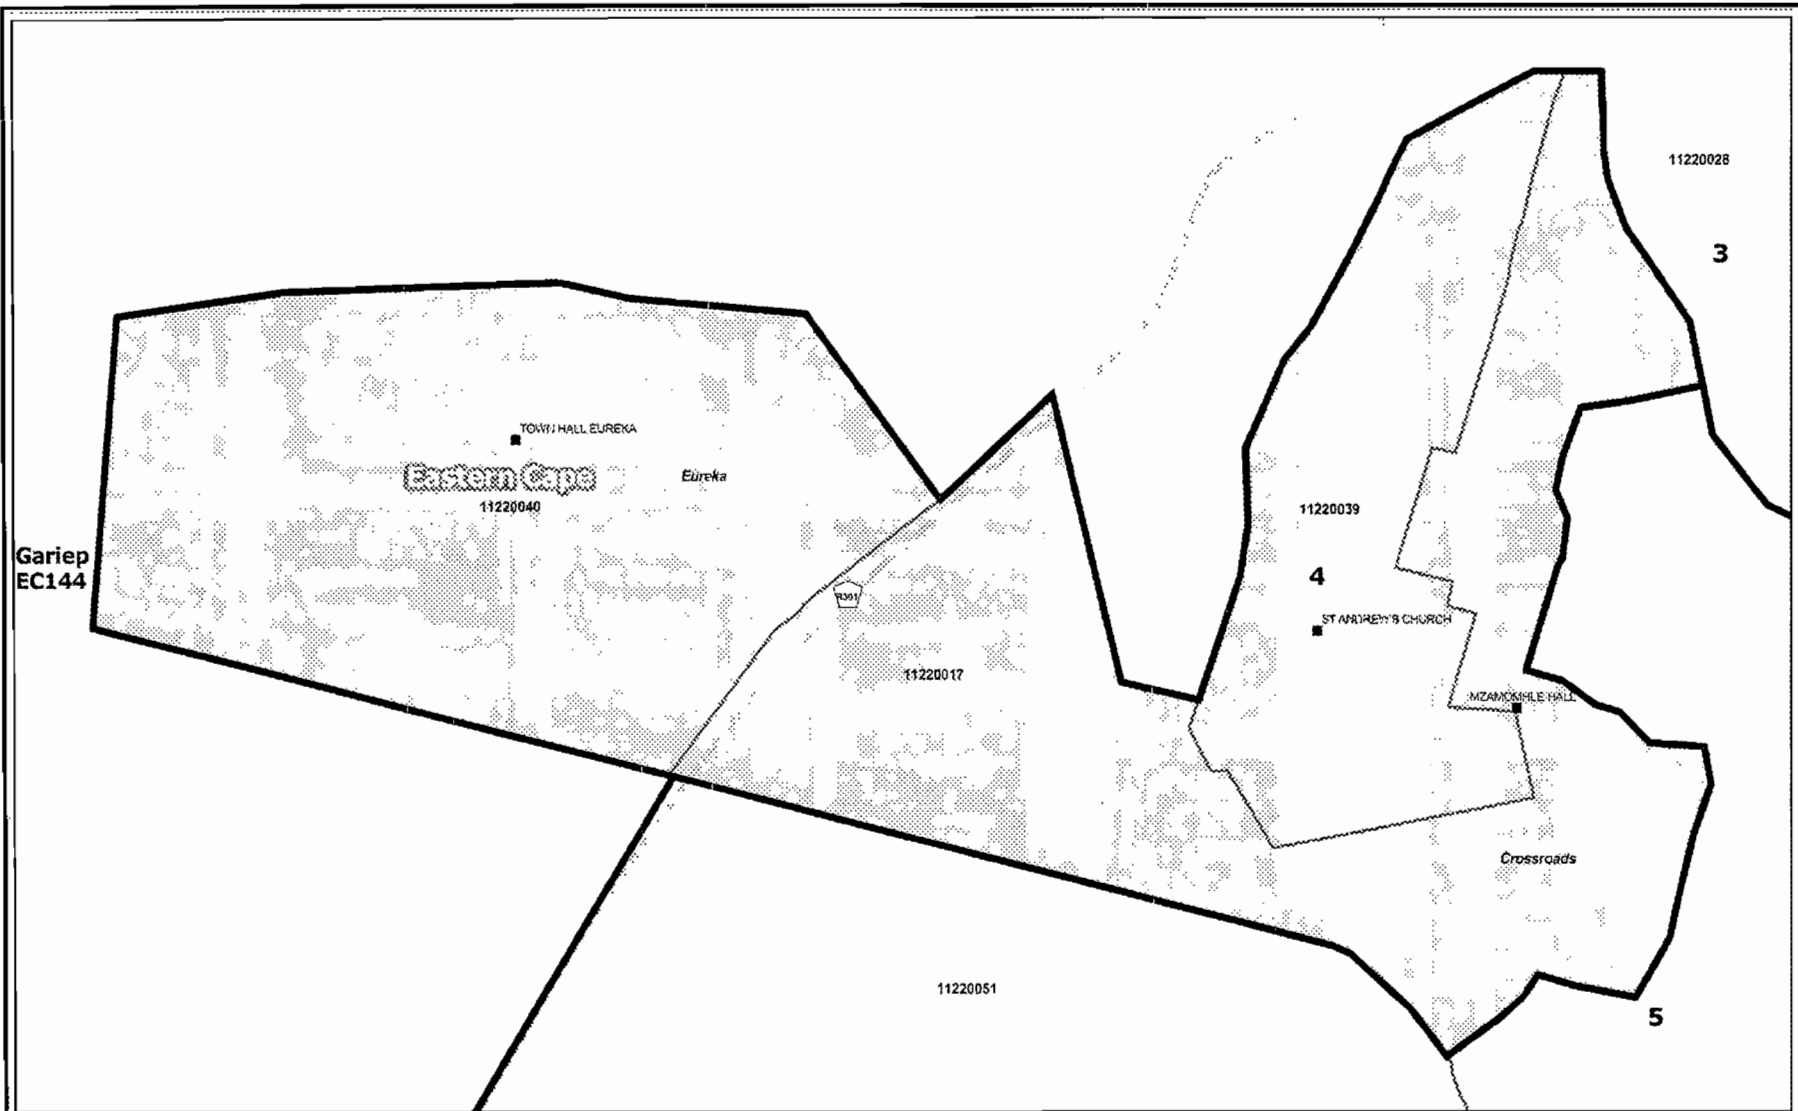 11220028
3
TOWN HALL EUREKA
Eastern Cape
Eureka
11220040
11220039
Gariep
EC144
4
R391
ST ANDREW'S CHURCH
11220017
MZAMOMHLE HALL
Crossroads
11220051
5